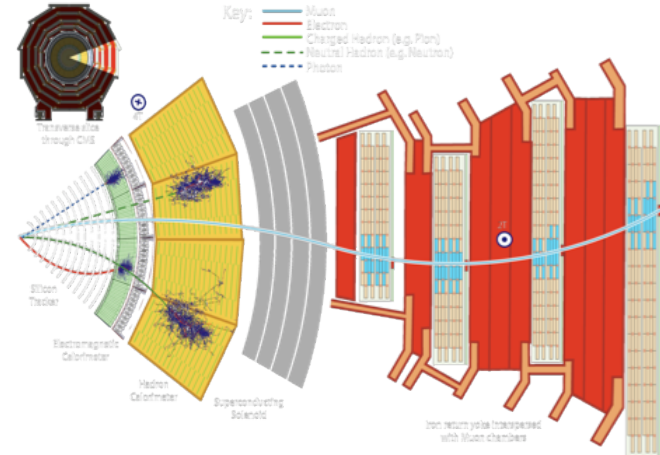 Key:
Muon
Electron
Charged Hadron (e.g. Pion)
Neutral Hadron (e.g. Neutron)
Photon
Transverse slice
through CMS
4T
Silicon
Tracker
Electromagnetic
Calorimeter
Hadron
Calorimeter
Superconducting
Solenoid
Iron return yoke interspersed
with Muon chambers